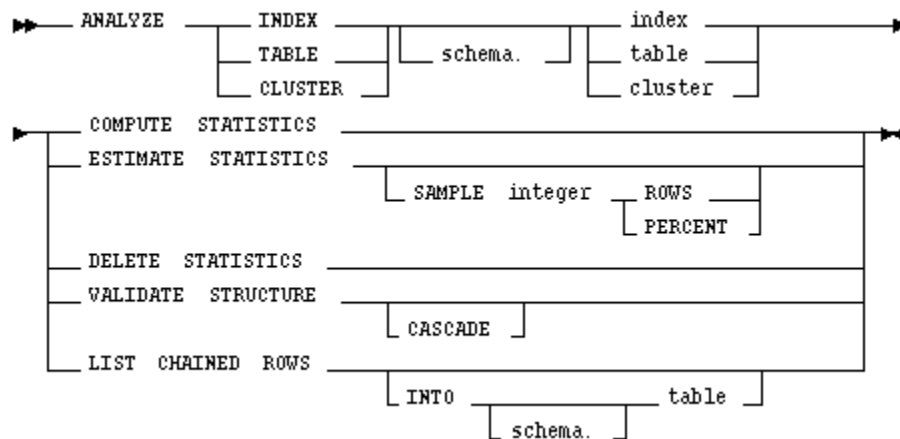 ANALYZE INDEX index
TABLE schema. table
CLUSTER cluster
COMPUTE STATISTICS
ESTIMATE STATISTICS
SAMPLE integer ROWS
PERCENT
DELETE STATISTICS
VALIDATE STRUCTURE
CASCADE
LIST CHAINED ROWS
INTO table
schema.